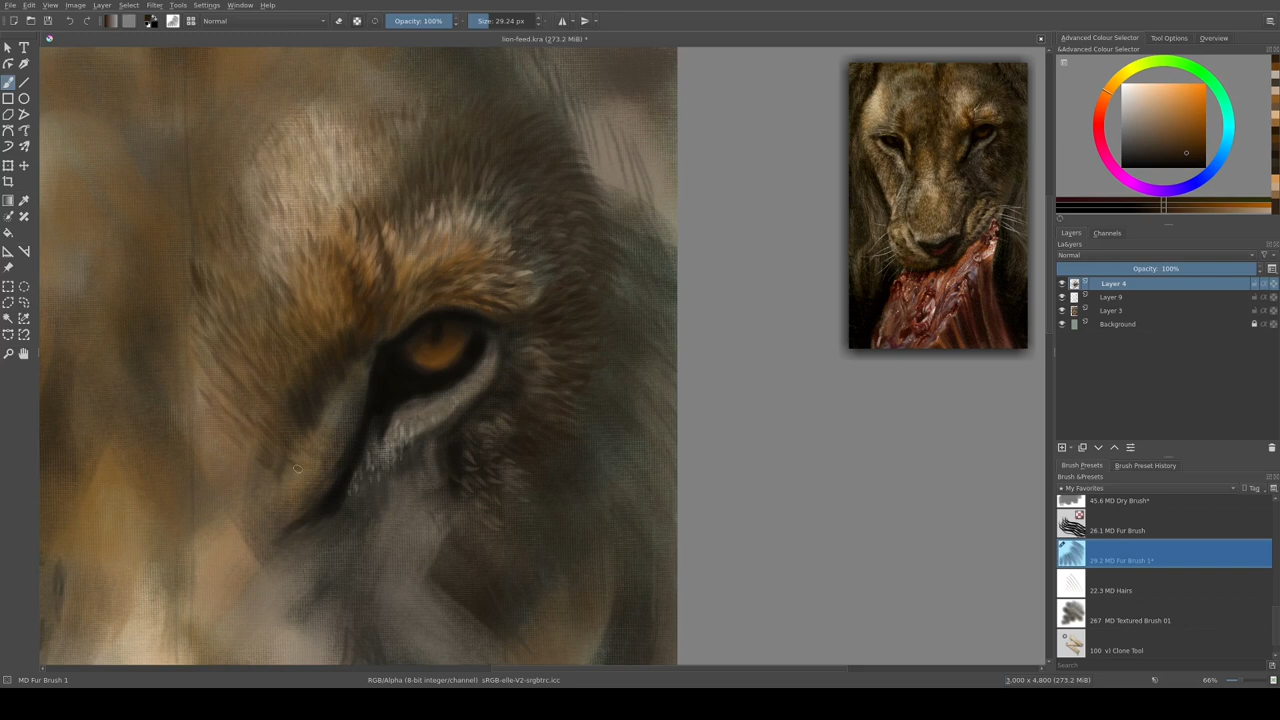 File Edit View Image Layer Select Filter Tools Settings Window Help
Normal Opacity: 100% Size: 29.24 px
lion-feed.kra (273.2 MiB) *
Advanced Colour Selector Tool Options Overview
&Advanced Colour Selector
Layers Channels
La&yers
Normal
Opacity: 100%
Layer 4
Layer 9
Layer 3
Background
Brush Presets Brush Preset History
Brush &Presets
★ My Favorites Tag
45.6 MD Dry Brush*
26.1 MD Fur Brush
29.2 MD Fur Brush 1*
22.3 MD Hairs
267 MD Textured Brush 01
100 v) Clone Tool
Search
MD Fur Brush 1 RGB/Alpha (8-bit integer/channel) sRGB-elle-V2-srgbtrc.icc 3,000 x 4,800 (273.2 MiB) 66%